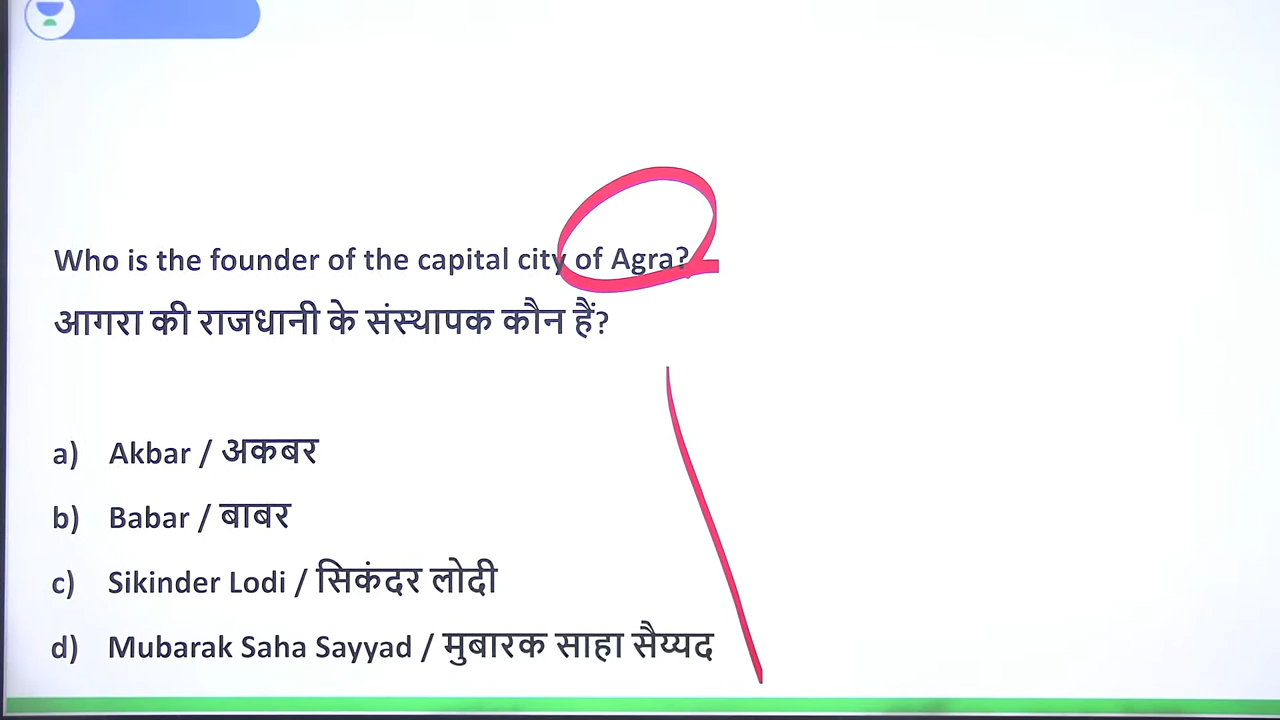 Who is the founder of the capital city of Agra?
आगरा की राजधानी के संस्थापक कौन हैं?
a) Akbar / अकबर
b) Babar / बाबर
c) Sikinder Lodi / सिकंदर लोदी
d) Mubarak Saha Sayyad / मुबारक साहा सैय्यद